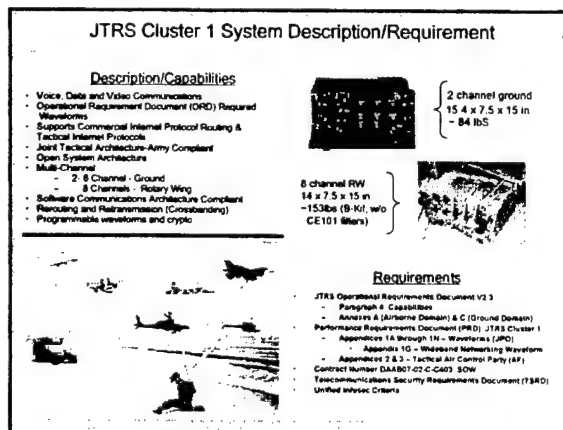 JTRS Cluster 1 System Description/Requirement
Description/Capabilities
- Voice, Data and Video Communications
- Operational Requirement Document (ORD) Required
Waveforms
- Supports Commercial Internet Protocol Routing &
Tactical Internet Protocols
- Joint Tactical Architecture-Army Compliant
- Open System Architecture
- Multi-Channel
- 2-8 Channel - Ground
- 8 Channels - Rotary Wing
- Software Communications Architecture Compliant
- Rerouting and Retransmission (Crossbanding)
- Programmable waveforms and crypto
2 channel ground
15.4 x 7.5 x 15 in
~ 84 lbS
8 channel RW
14 x 7.5 x 15 in
~153lbs (B-Kit, w/o
CE101 filters)
Requirements
- JTRS Operational Requirements Document V2.3
- Paragraph 4 Capabilities
- Annexes A (Airborne Domain) & C (Ground Domain)
- Performance Requirements Document (PRD) JTRS Cluster 1
- Appendices 1A through 1N - Waveforms (JPO)
- Appendix 1G - Wideband Networking Waveform
- Appendices 2 & 3 - Tactical Air Control Party (AF)
- Contract Number DAAB07-02-C-C403 SOW
- Telecommunications Security Requirements Document (TSRD)
- Unified Infosec Criteria